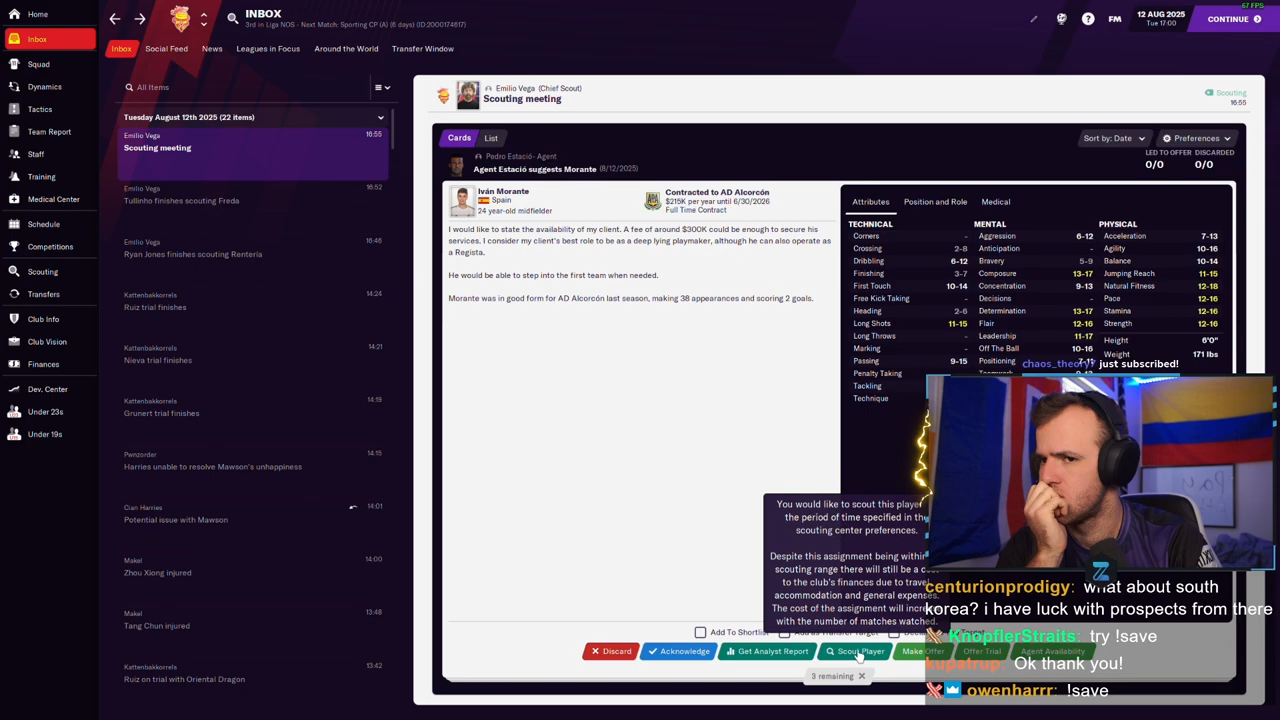 67 FPS
Home
Inbox
Squad
Dynamics
Tactics
Team Report
Staff
Training
Medical Center
Schedule
Competitions
Scouting
Transfers
Club Info
Club Vision
Finances
Dev. Center
Under 23s
Under 19s
INBOX
3rd in Liga NOS - Next Match: Sporting CP (A) (6 days) (ID:2000174617)
FM
12 AUG 2025
Tue 17:00
CONTINUE
Inbox
Social Feed
News
Leagues in Focus
Around the World
Transfer Window
All Items
Tuesday August 12th 2025 (22 items)
Emilio Vega 16:55
Scouting meeting
Emilio Vega 16:52
Tullinho finishes scouting Freda
Emilio Vega 16:46
Ryan Jones finishes scouting Renteria
Kattenbakkorrels 14:24
Ruiz trial finishes
Kattenbakkorrels 14:21
Nieva trial finishes
Kattenbakkorrels 14:19
Grunert trial finishes
Pwnzorder 14:15
Harries unable to resolve Mawson's unhappiness
Cian Harries 14:01
Potential issue with Mawson
Makel 14:00
Zhou Xiong injured
Makel 13:48
Tang Chun injured
Kattenbakkorrels 13:42
Ruiz on trial with Oriental Dragon
Emilio Vega (Chief Scout)
Scouting meeting
Scouting
16:55
Cards
List
Sort by: Date
Preferences
Pedro Estació- Agent
Agent Estació suggests Morante (8/12/2025)
LED TO OFFER DISCARDED
0/0 0/0
Iván Morante
Spain
24 year-old midfielder
Contracted to AD Alcorcón
$215K per year until 6/30/2026
Full Time Contract
I would like to state the availability of my client. A fee of around $300K could be enough to secure his
services. I consider my client's best role to be as a deep lying playmaker, although he can also operate as
a Regista.
He would be able to step into the first team when needed.
Morante was in good form for AD Alcorcón last season, making 38 appearances and scoring 2 goals.
Attributes
Position and Role
Medical
TECHNICAL MENTAL PHYSICAL
Corners - Aggression 6-12 Acceleration 7-13
Crossing 2-8 Anticipation - Agility 10-16
Dribbling 6-12 Bravery 5-9 Balance 10-14
Finishing 3-7 Composure 13-17 Jumping Reach 11-15
First Touch 10-14 Concentration 9-13 Natural Fitness 12-18
Free Kick Taking - Decisions - Pace 12-16
Heading 2-6 Determination 13-17 Stamina 12-16
Long Shots 11-15 Flair 12-16 Strength 12-16
Long Throws - Leadership 11-17 Height 6'0"
Marking - Off The Ball 10-16 Weight 171 lbs
Passing 9-15 Positioning 7-11
Penalty Taking
Tackling
Technique
chaos_theory7 just subscribed!
You would like to scout this player
the period of time specified in the
scouting center preferences.
Despite this assignment being within
scouting range there will still be a
to the club's finances due to travel,
accommodation and general expenses.
The cost of the assignment will
with the number of matches watched.
Add To Shortlist
Discard
Acknowledge
Get Analyst Report
Scout Player
Make Offer
Offer Trial
Agent Availability
3 remaining
Z
centurionprodigy: what about south
korea? i have luck with prospects from there
KnopflerStraits: try !save
kupatrup: Ok thank you!
owenharrr: !save